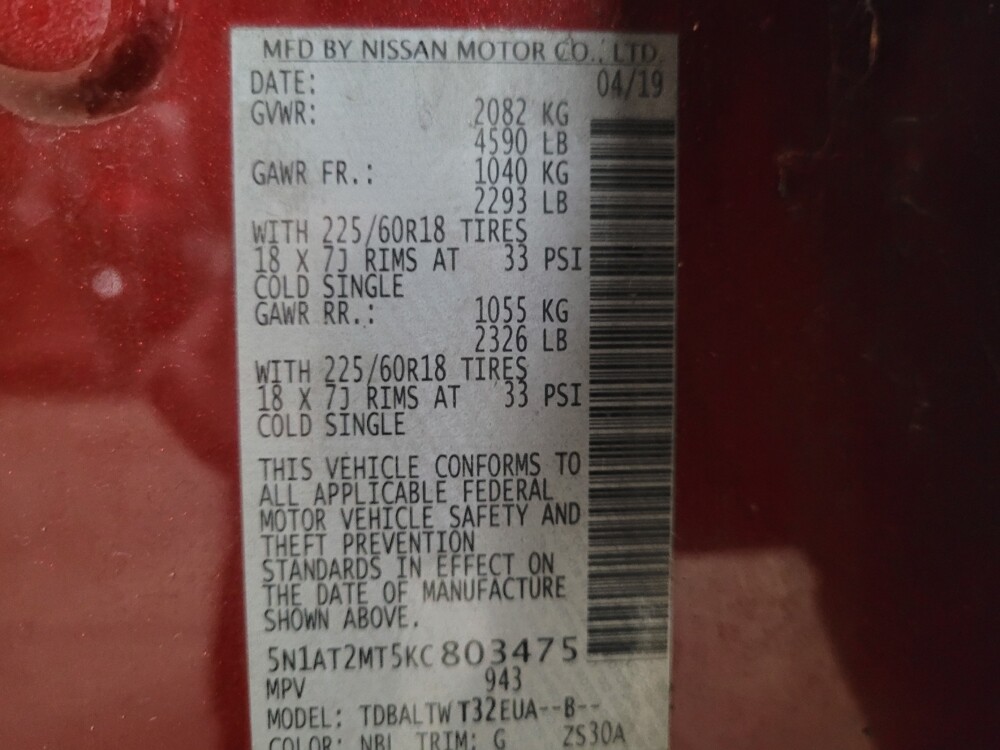 MFD BY NISSAN MOTOR CO., LTD.
DATE: 04/19
GVWR: 2082 KG
4590 LB
GAWR FR.: 1040 KG
2293 LB
WITH 225/60R18 TIRES
18 X 7J RIMS AT 33 PSI
COLD SINGLE
GAWR RR.: 1055 KG
2326 LB
WITH 225/60R18 TIRES
18 X 7J RIMS AT 33 PSI
COLD SINGLE
THIS VEHICLE CONFORMS TO
ALL APPLICABLE FEDERAL
MOTOR VEHICLE SAFETY AND
THEFT PREVENTION
STANDARDS IN EFFECT ON
THE DATE OF MANUFACTURE
SHOWN ABOVE.
5N1AT2MT5KC803475
MPV 943
MODEL: TDBALTWT32EUA--B--
COLOR: NBL TRIM: G ZS30A